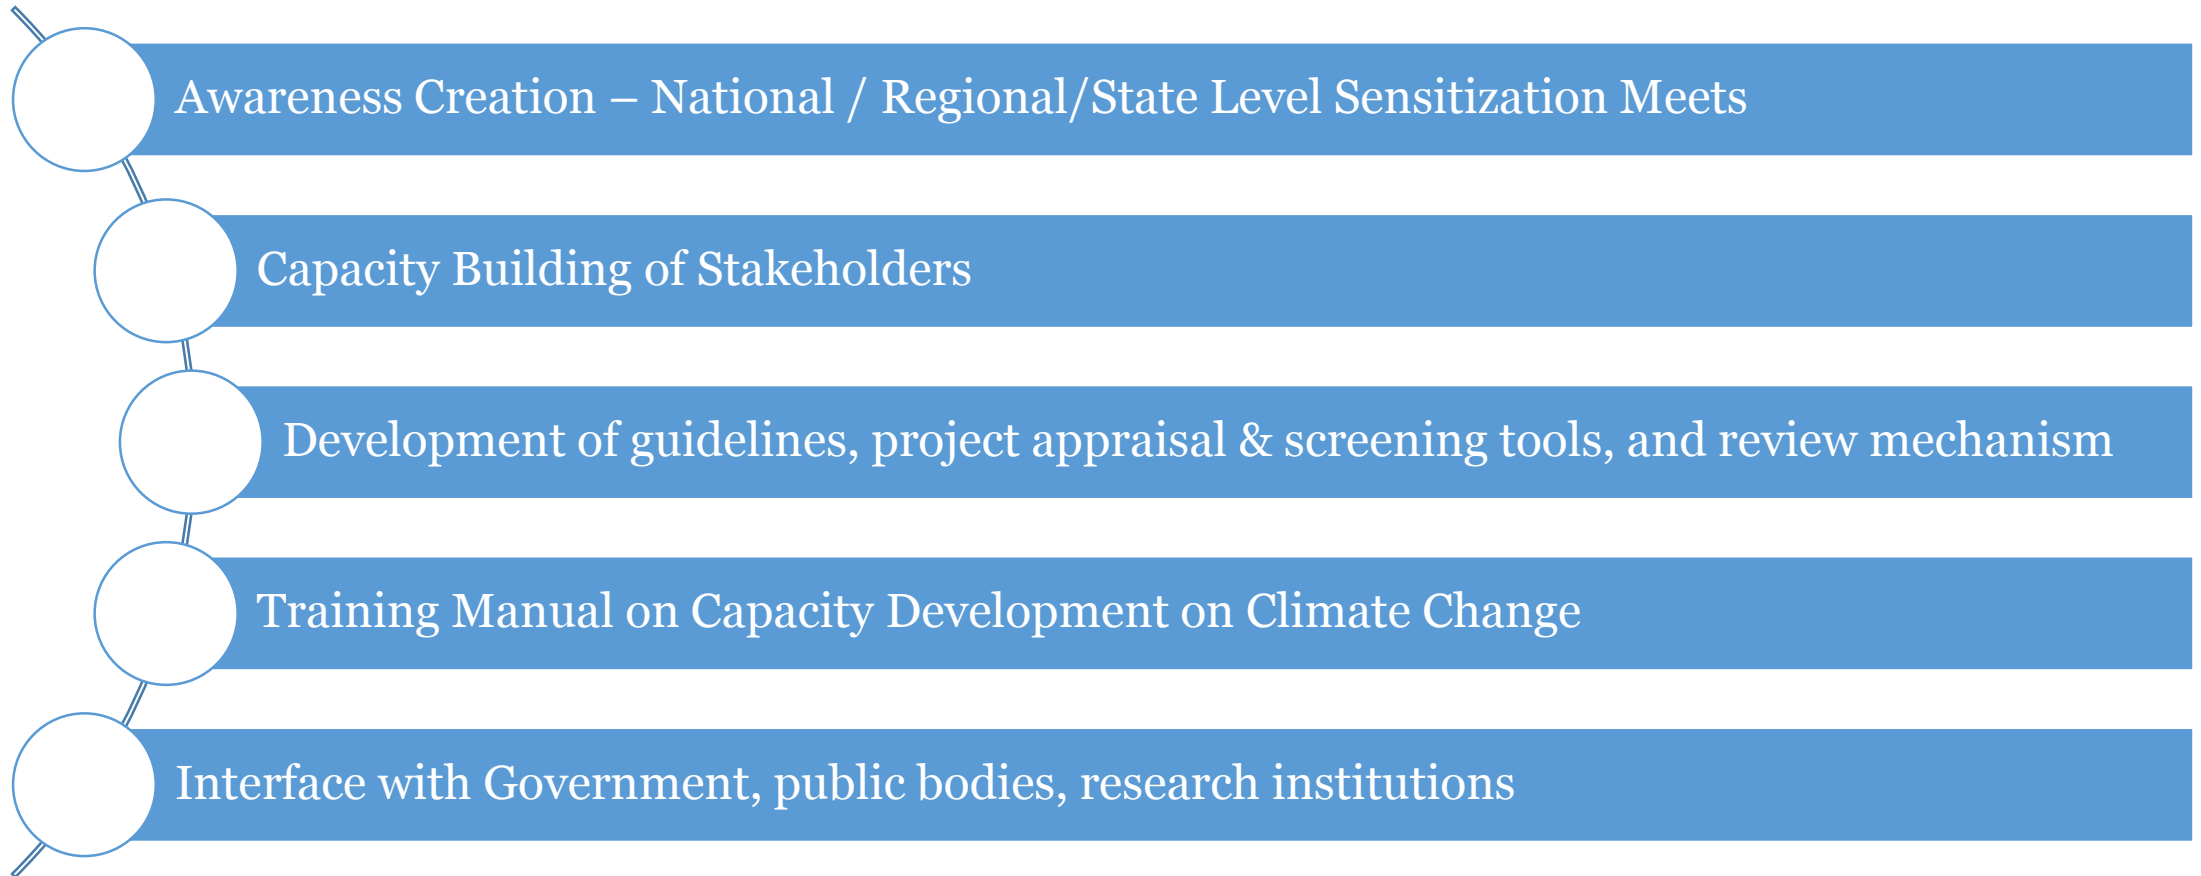 Awareness Creation – National / Regional/State Level Sensitization Meets
Capacity Building of Stakeholders
Development of guidelines, project appraisal & screening tools, and review mechanism
Training Manual on Capacity Development on Climate Change
Interface with Government, public bodies, research institutions